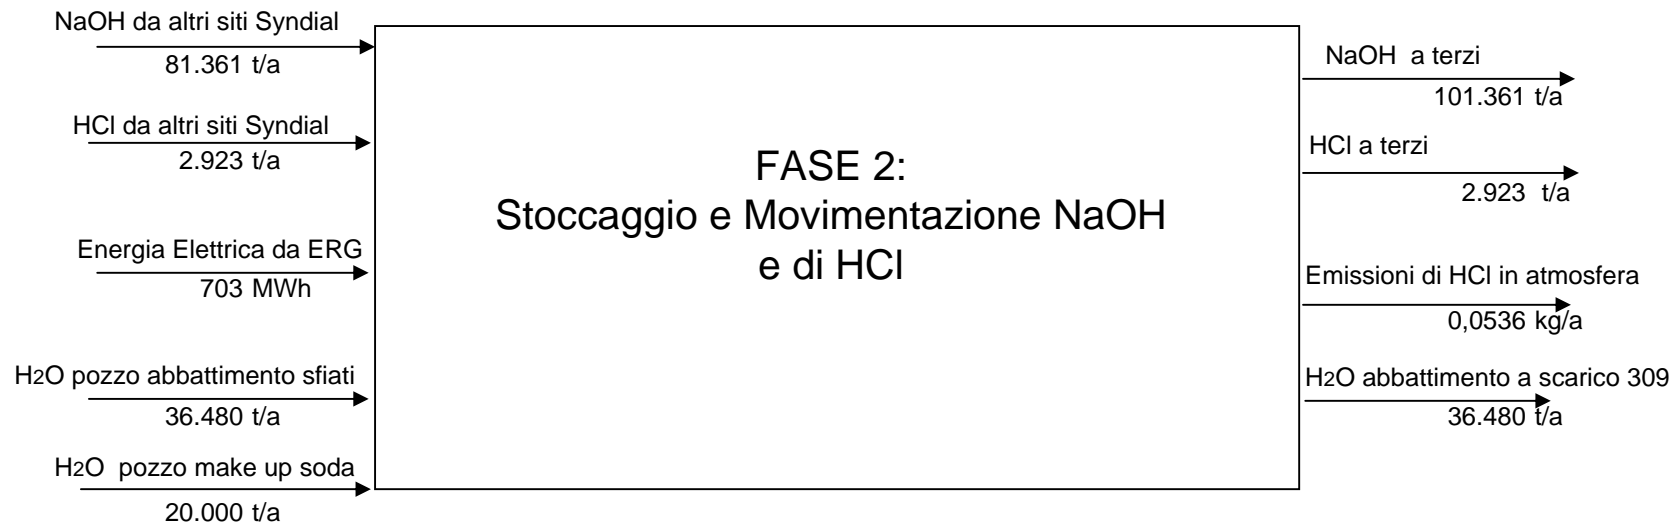 NaOH da altri siti Syndial
81.361 t/a
HCl da altri siti Syndial
2.923 t/a
Energia Elettrica da ERG
703 MWh
H2O pozzo abbattimento sfiati
36.480 t/a
H2O pozzo make up soda
20.000 t/a
FASE 2:
Stoccaggio e Movimentazione NaOH
e di HCl
NaOH a terzi
101.361 t/a
HCl a terzi
2.923 t/a
Emissioni di HCl in atmosfera
0,0536 kg/a
H2O abbattimento a scarico 309
36.480 t/a